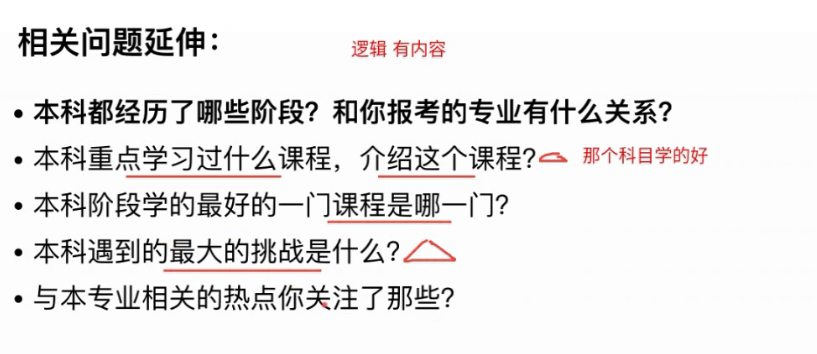 相关问题延伸：
逻辑 有内容
• 本科都经历了哪些阶段？和你报考的专业有什么关系？
• 本科重点学习过什么课程，介绍这个课程？
那个科目学的好
• 本科阶段学的最好的一门课程是哪一门？
• 本科遇到的最大的挑战是什么？
• 与本专业相关的热点你关注了那些？